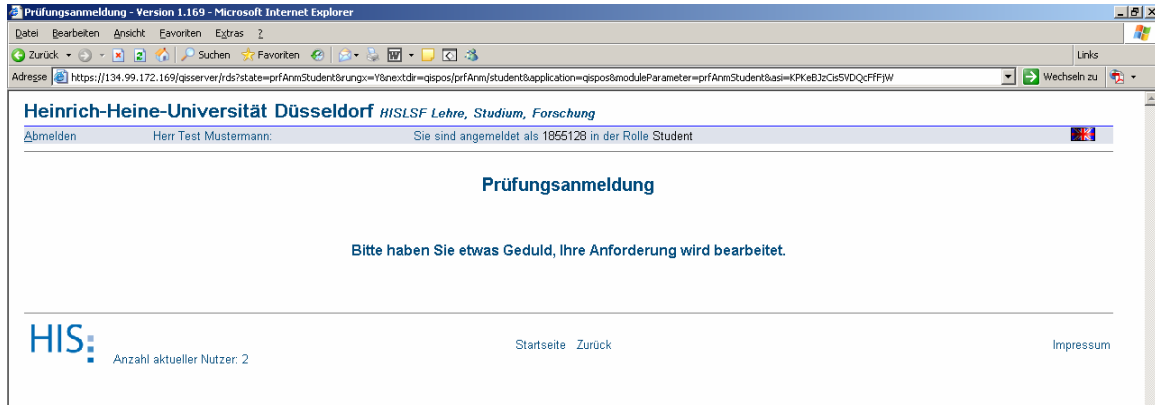 Prüfungsanmeldung - Version 1.169 - Microsoft Internet Explorer
Datei Bearbeiten Ansicht Favoriten Extras ?
Zurück Suchen Favoriten Links
Adresse https://134.99.172.169/qisserver/rds?state=prfAnmStudent&rungx=Y&nextdir=qispos/prfAnm/student&application=qispos&moduleParameter=prfAnmStudent&asi=KPKeBJzCis5VDQcFfFjW Wechseln zu
Heinrich-Heine-Universität Düsseldorf HISLSF Lehre, Studium, Forschung
Abmelden Herr Test Mustermann: Sie sind angemeldet als 1855128 in der Rolle Student
Prüfungsanmeldung
Bitte haben Sie etwas Geduld, Ihre Anforderung wird bearbeitet.
HIS: Startseite Zurück Impressum
Anzahl aktueller Nutzer: 2